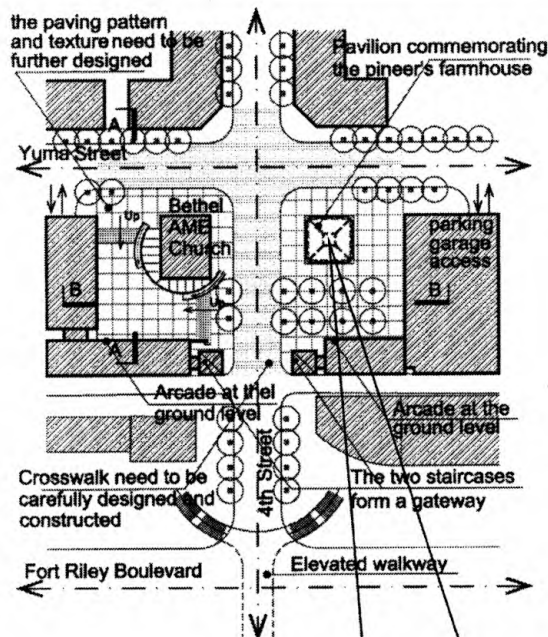 the paving pattern
and texture need to be
further designed
Pavilion commemorating
the pineer's farmhouse
A
Yuma Street
Up
Bethel
AME
Church
parking
garage
access
B
B
Up
A
Arcade at thel
ground level
Arcade at the
ground level
4th Street
Crosswalk need to be
carefully designed and
constructed
The two staircases
form a gateway
Fort Riley Boulevard
Elevated walkway